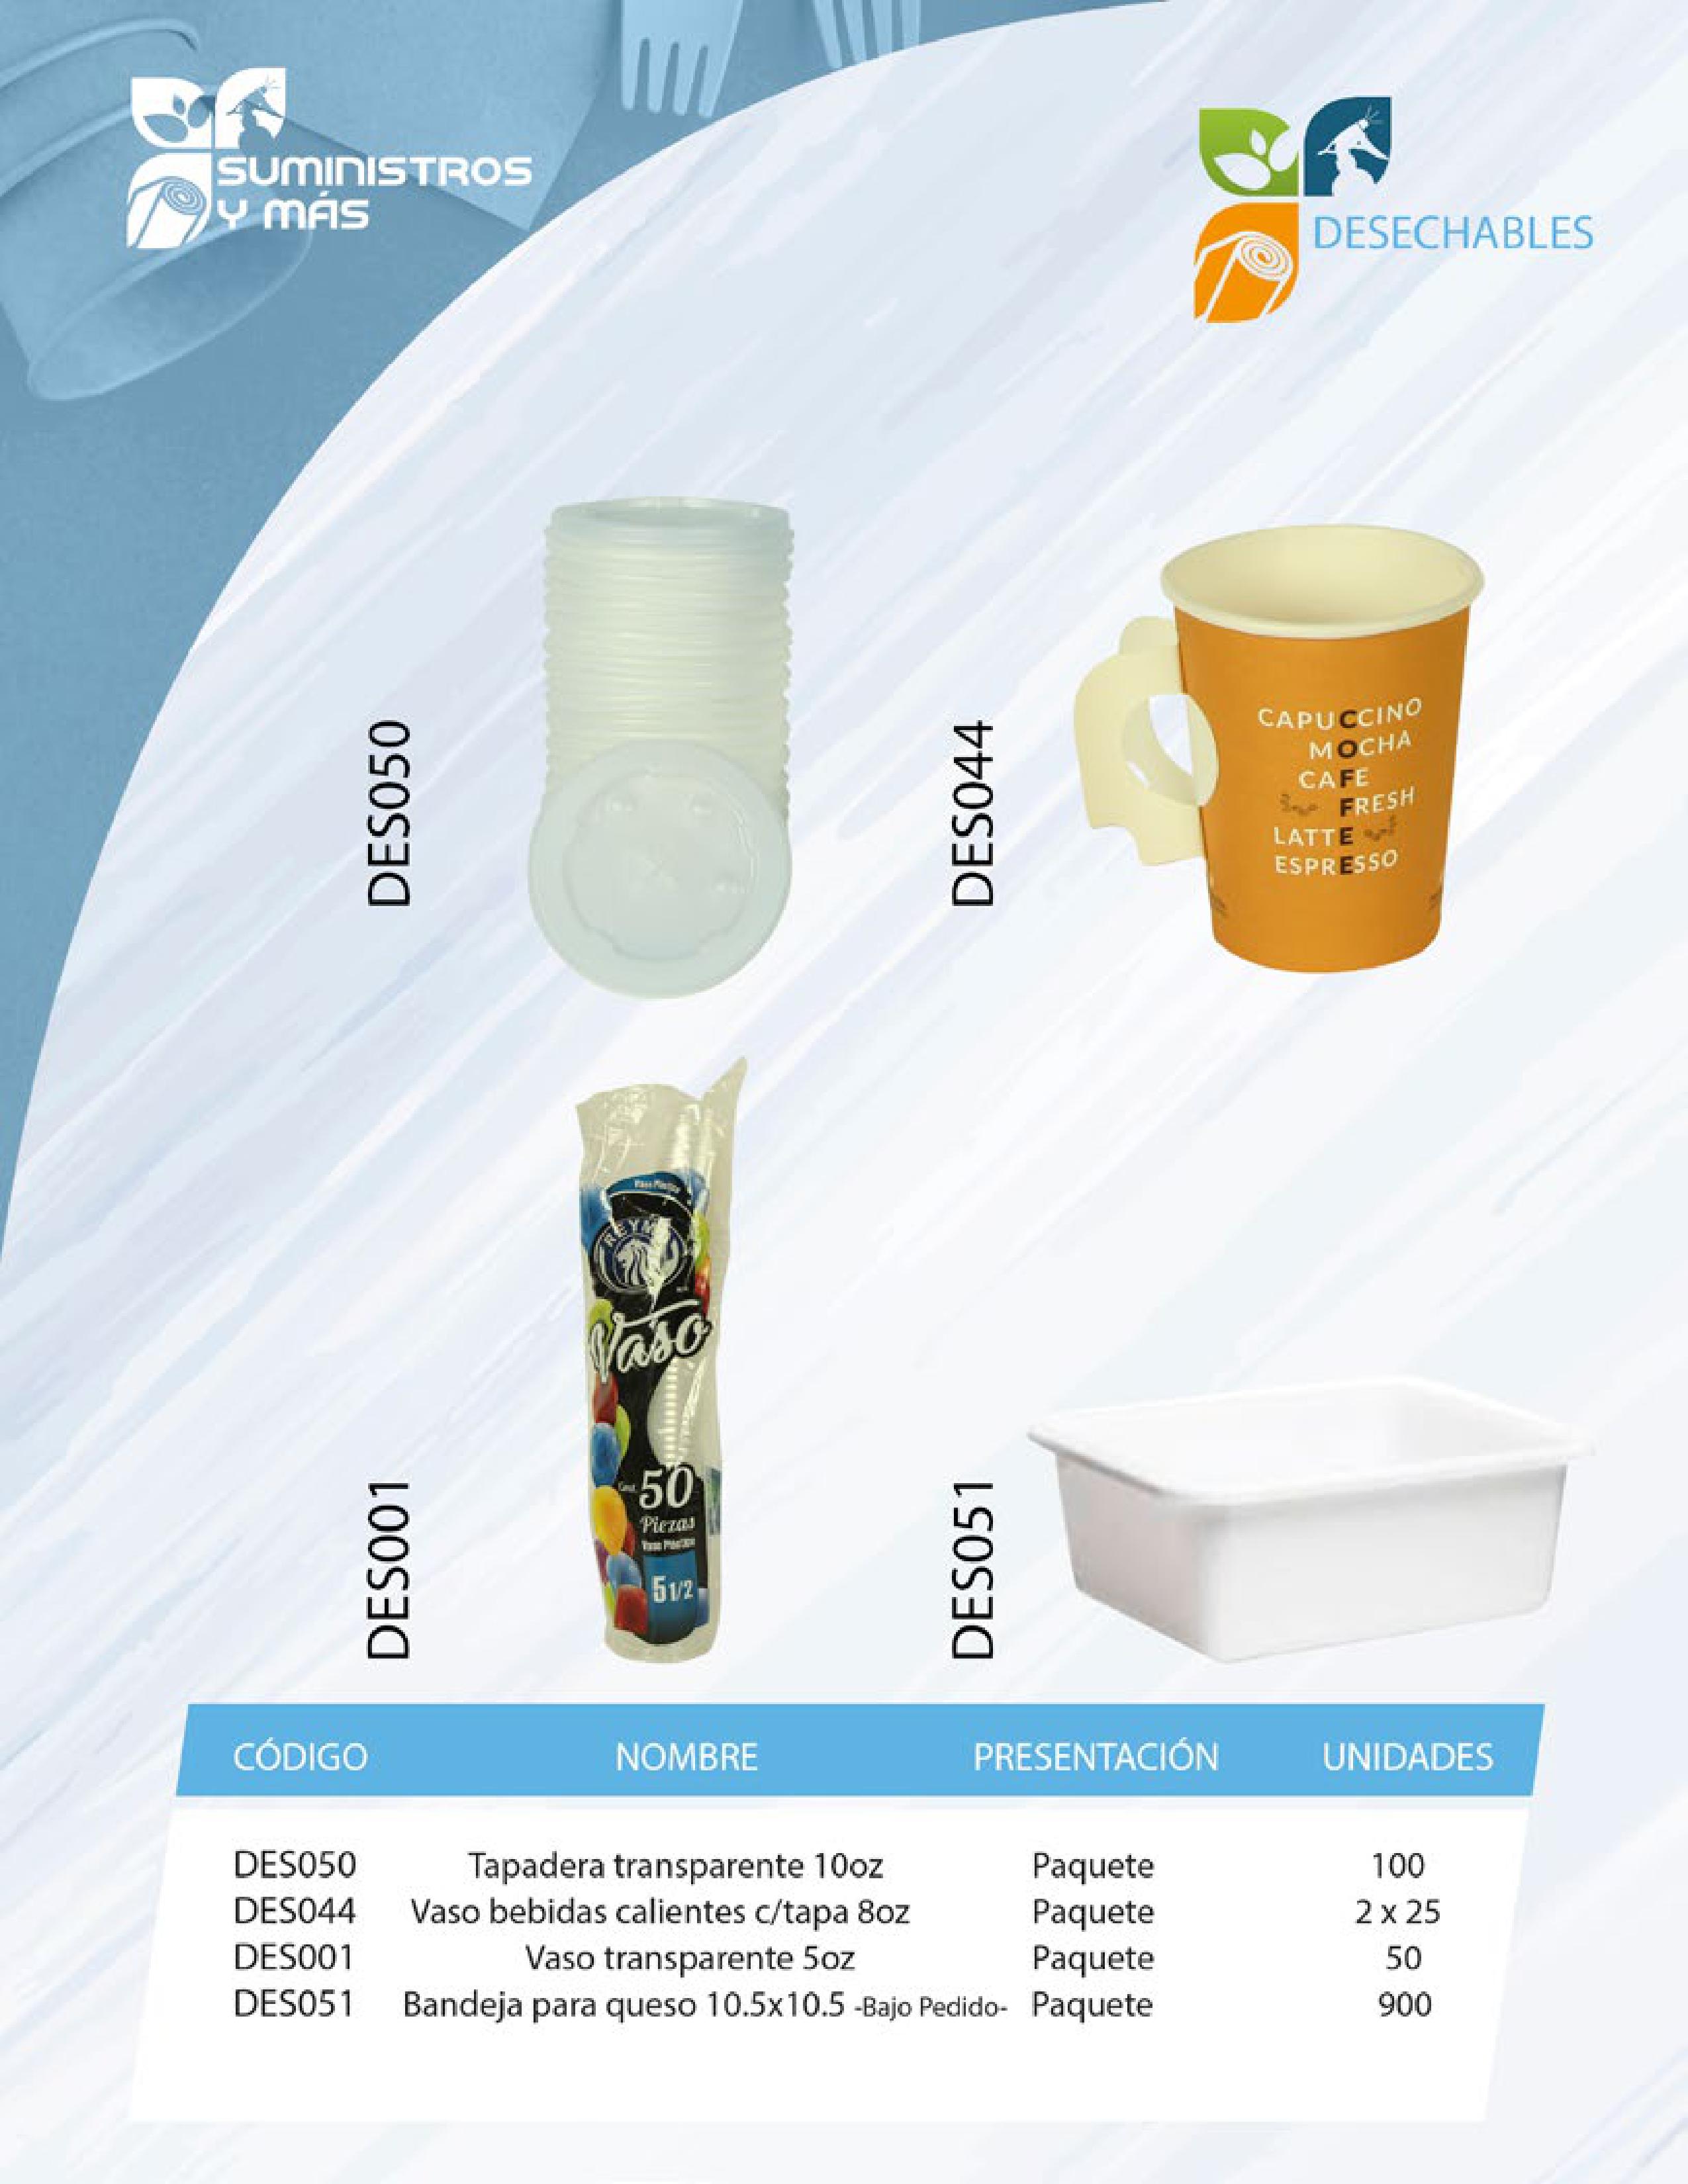 SUMINISTROS
Y MÁS
DESECHABLES
DES050
DES044
CAPUCCINO
MOCHA
CAFE
FRESH
LATTE
ESPRESSO
DES001
Vaso
50
Piezas
Vaso Plástico
5 1/2
DES051
CÓDIGO NOMBRE PRESENTACIÓN UNIDADES
DES050 Tapadera transparente 10oz Paquete 100
DES044 Vaso bebidas calientes c/tapa 8oz Paquete 2 x 25
DES001 Vaso transparente 5oz Paquete 50
DES051 Bandeja para queso 10.5x10.5 -Bajo Pedido- Paquete 900